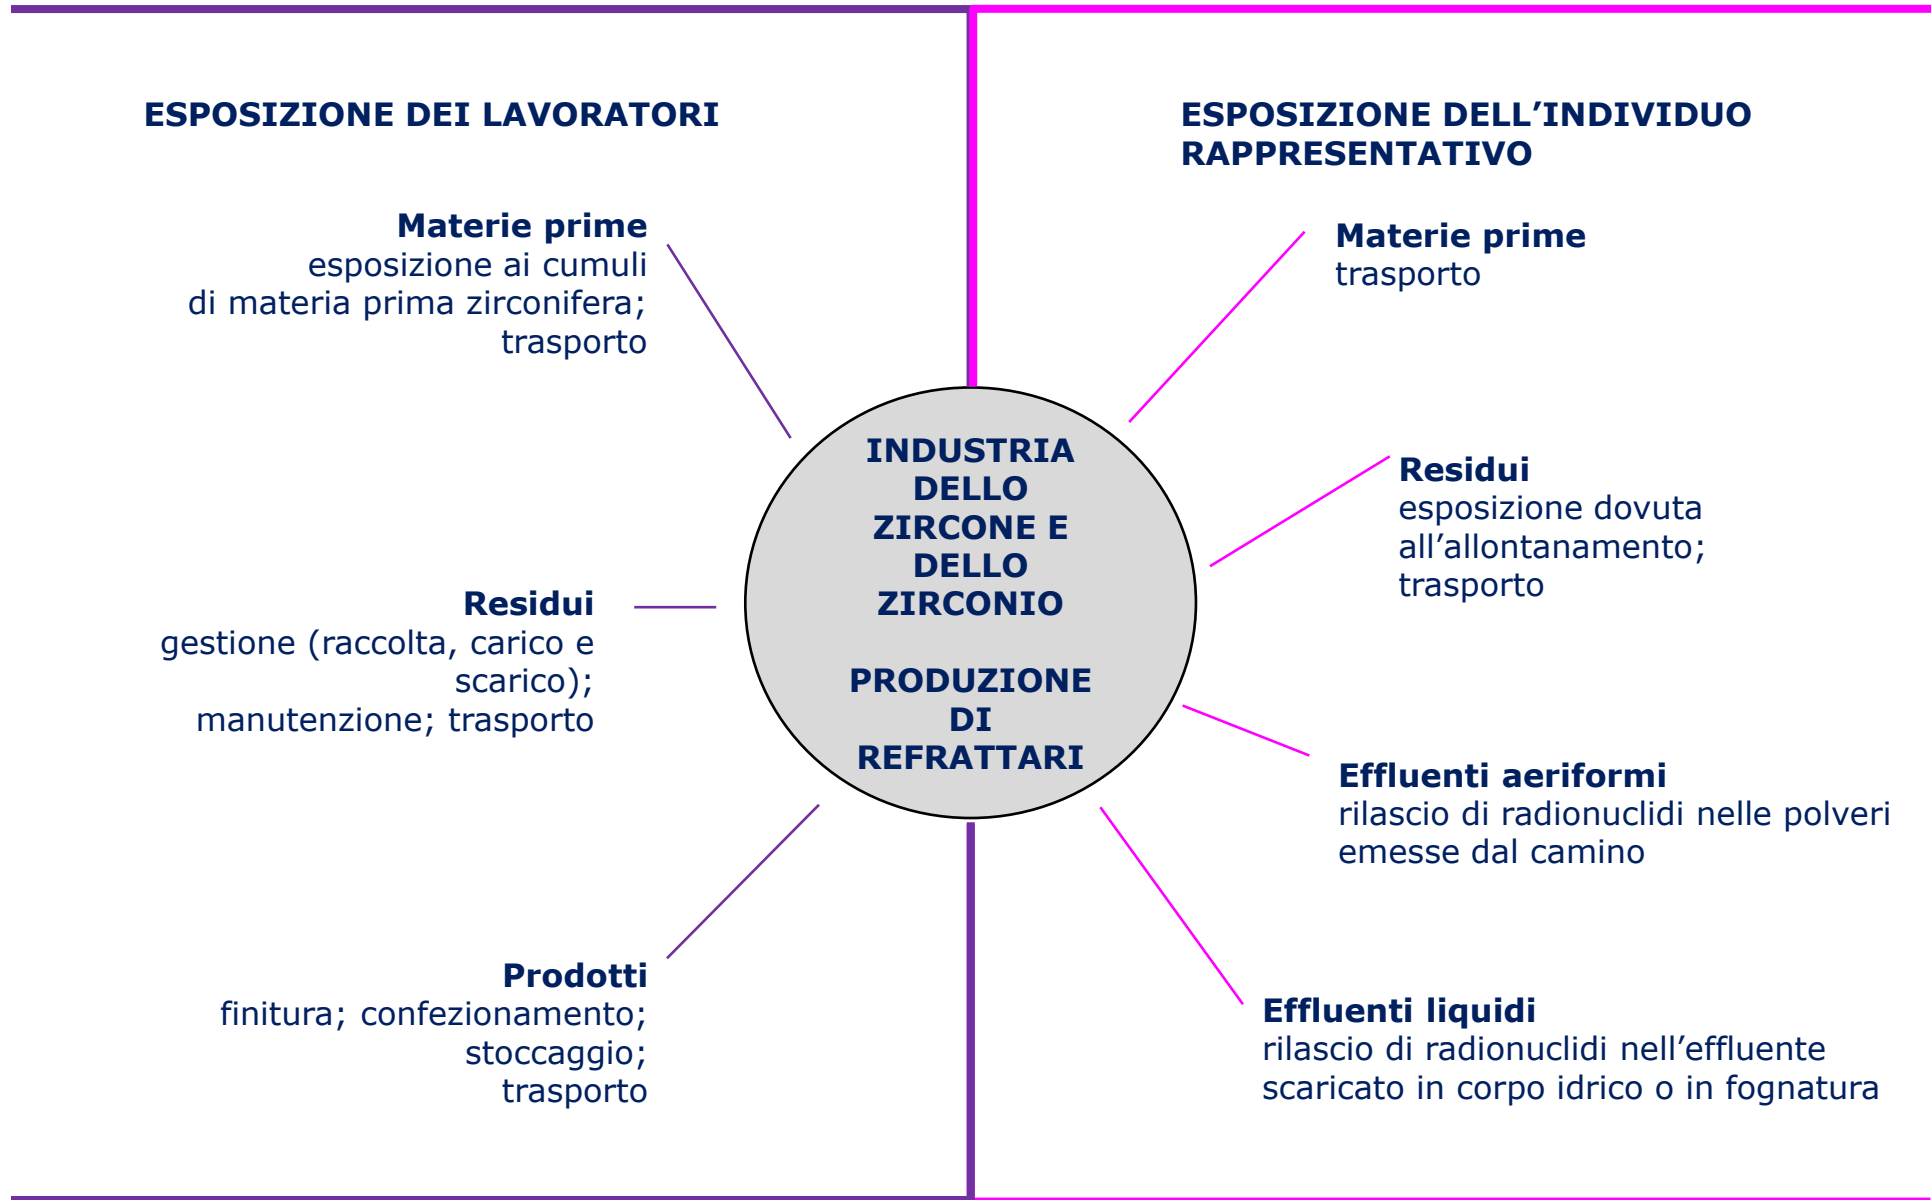 ESPOSIZIONE DEI LAVORATORI
Materie prime
esposizione ai cumuli
di materia prima zirconifera;
trasporto
Residui
gestione (raccolta, carico e
scarico);
manutenzione; trasporto
Prodotti
finitura; confezionamento;
stoccaggio;
trasporto
INDUSTRIA
DELLO
ZIRCONE E
DELLO
ZIRCONIO
PRODUZIONE
DI
REFRATTARI
ESPOSIZIONE DELL’INDIVIDUO
RAPPRESENTATIVO
Materie prime
trasporto
Residui
esposizione dovuta
all’allontanamento;
trasporto
Effluenti aeriformi
rilascio di radionuclidi nelle polveri
emesse dal camino
Effluenti liquidi
rilascio di radionuclidi nell’effluente
scaricato in corpo idrico o in fognatura